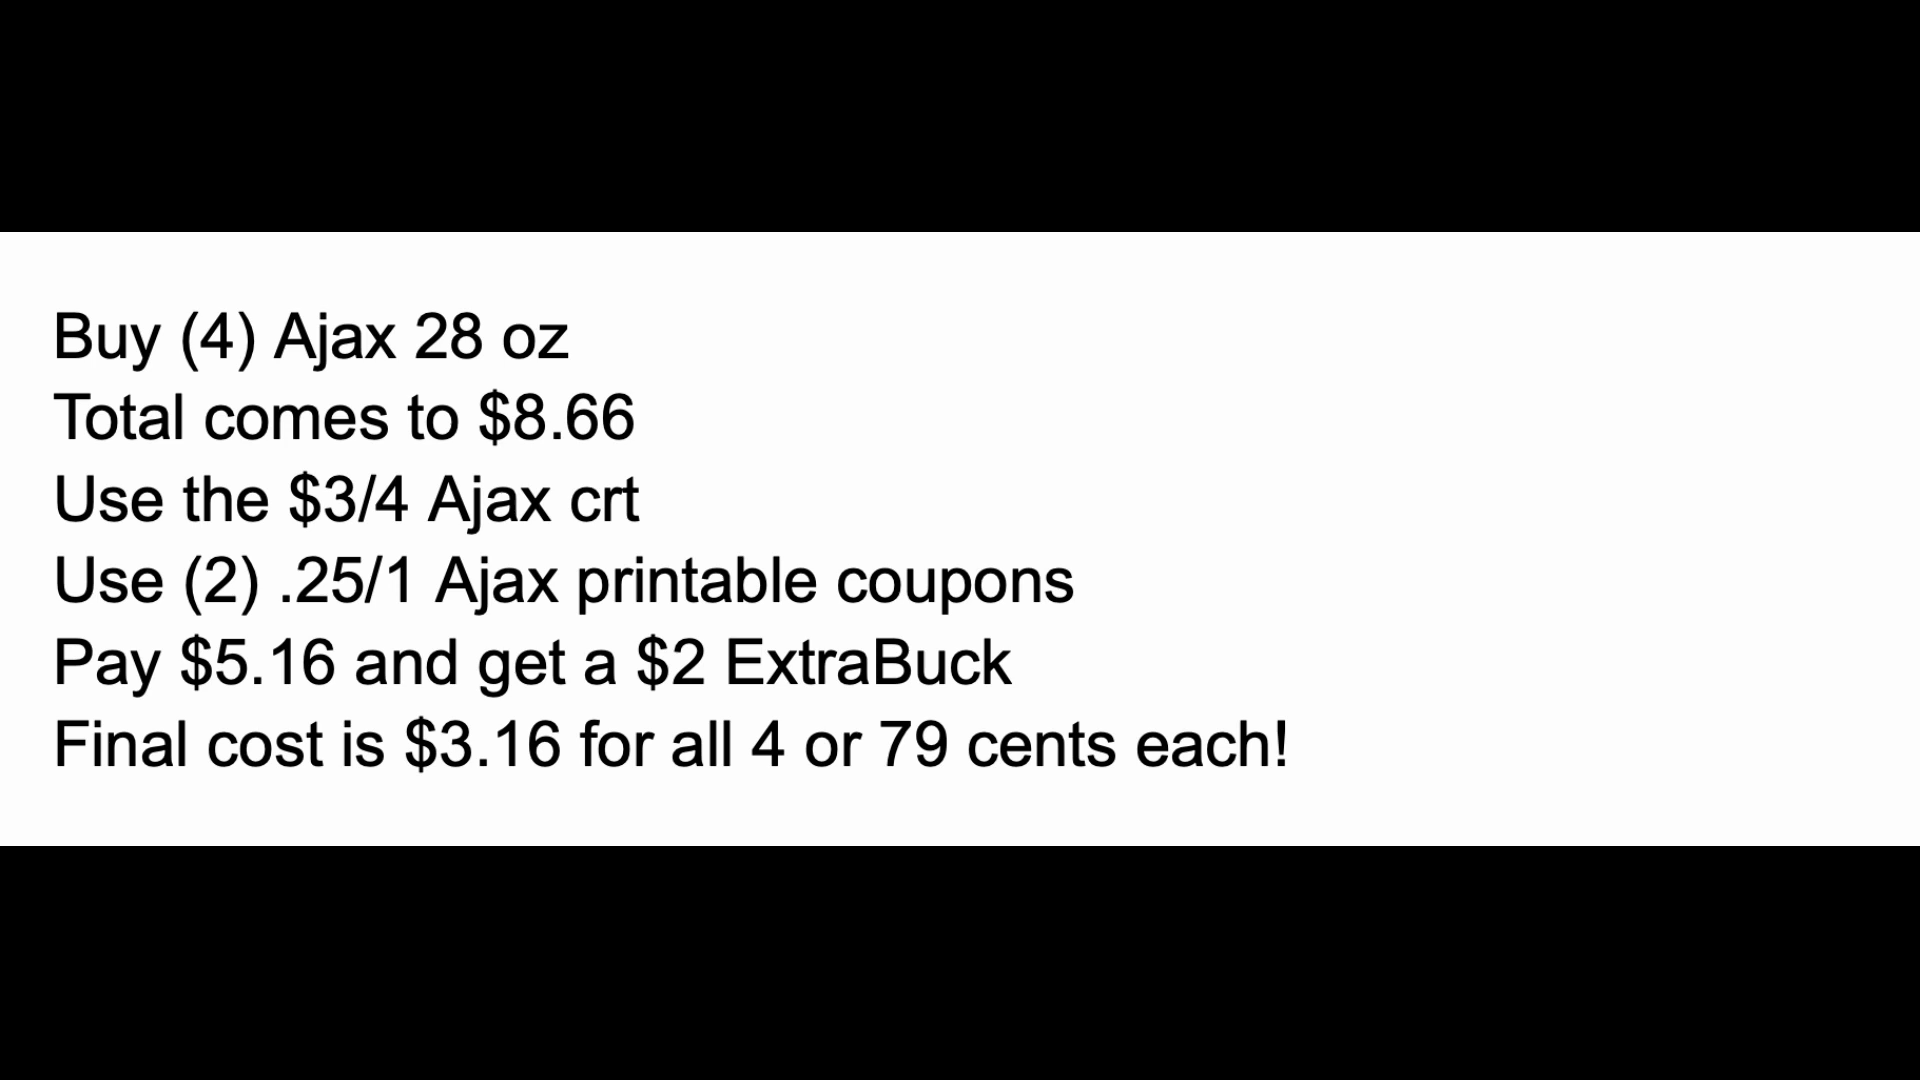 Buy (4) Ajax 28 oz
Total comes to $8.66
Use the $3/4 Ajax crt
Use (2) .25/1 Ajax printable coupons
Pay $5.16 and get a $2 ExtraBuck
Final cost is $3.16 for all 4 or 79 cents each!